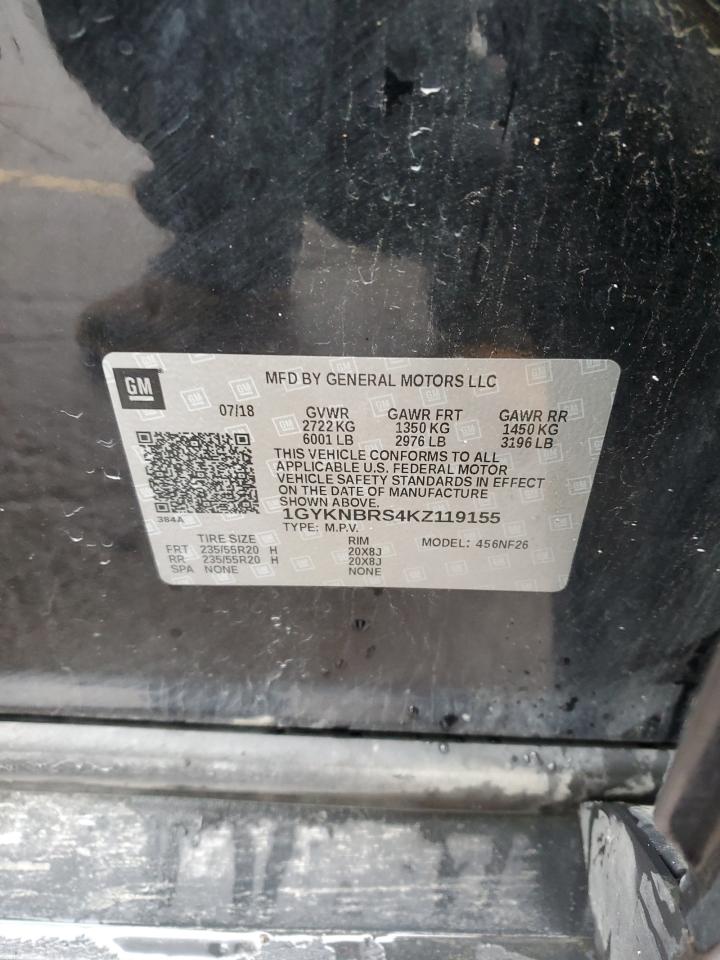 GM
MFD BY GENERAL MOTORS LLC
07/18 GVWR GAWR FRT GAWR RR
2722 KG 1350 KG 1450 KG
6001 LB 2976 LB 3196 LB
THIS VEHICLE CONFORMS TO ALL
APPLICABLE U.S. FEDERAL MOTOR
VEHICLE SAFETY STANDARDS IN EFFECT
ON THE DATE OF MANUFACTURE
SHOWN ABOVE.
384A 1GYKNBRS4KZ119155
TYPE: M.P.V. MODEL: 456NF26
TIRE SIZE RIM
FRT 235/55R20 H 20X8J
RR 235/55R20 H 20X8J
SPA NONE NONE